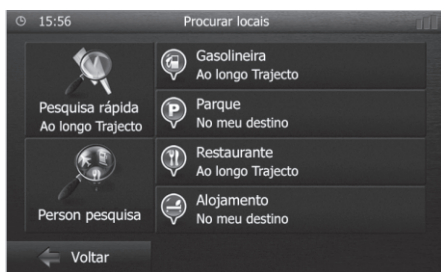 15:56 Procurar locais
Pesquisa rápida
Ao longo Trajecto
Person pesquisa
Gasolineira
Ao longo Trajecto
P
Parque
No meu destino
Restaurante
Ao longo Trajecto
Alojamento
No meu destino
Voltar